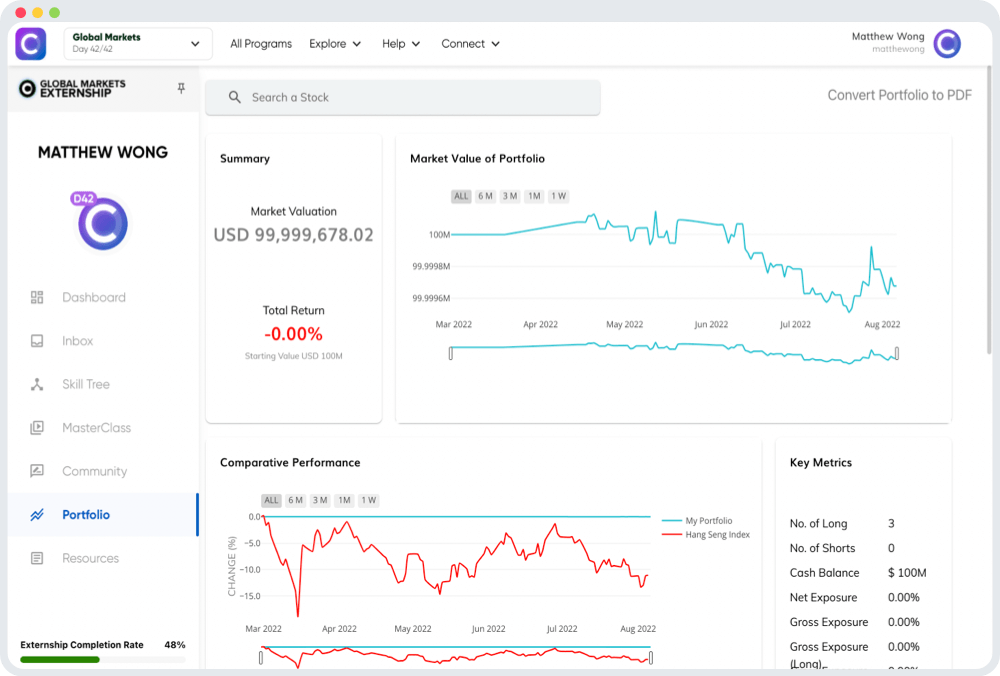 Global Markets
Day 42/42
All Programs
Explore
Help
Connect
Matthew Wong
matthewong
GLOBAL MARKETS
EXTERNSHIP
Search a Stock
Convert Portfolio to PDF
MATTHEW WONG
D42
Dashboard
Inbox
Skill Tree
MasterClass
Community
Portfolio
Resources
Externship Completion Rate 48%
Summary
Market Valuation
USD 99,999,678.02
Total Return
-0.00%
Starting Value USD 100M
Market Value of Portfolio
ALL 6 M 3 M 1M 1 W
100M
99.9998M
99.9996M
Mar 2022 Apr 2022 May 2022 Jun 2022 Jul 2022 Aug 2022
Comparative Performance
ALL 6 M 3 M 1M 1 W
CHANGE (%)
0.0
−5.0
−10.0
−15.0
Mar 2022 Apr 2022 May 2022 Jun 2022 Jul 2022 Aug 2022
My Portfolio
Hang Seng Index
Key Metrics
No. of Long 3
No. of Shorts 0
Cash Balance $ 100M
Net Exposure 0.00%
Gross Exposure 0.00%
Gross Exposure 0.00%
(Long)